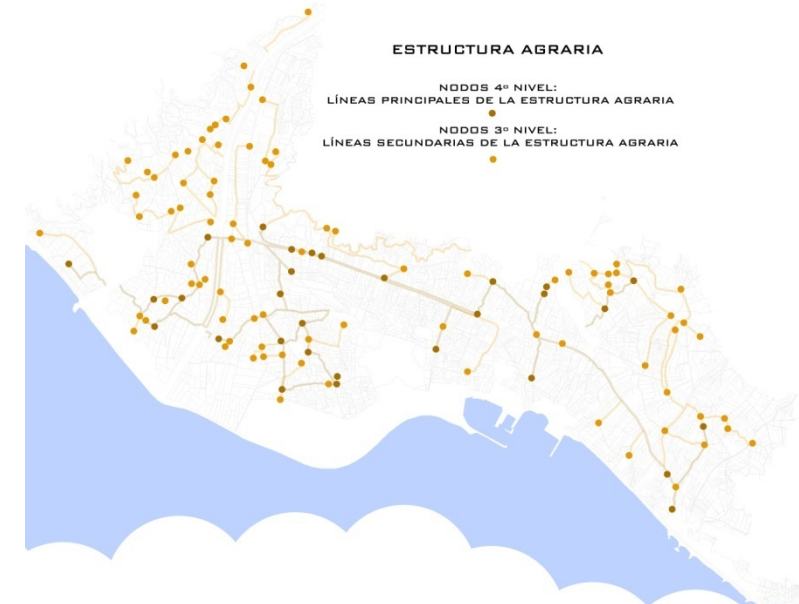 ESTRUCTURA AGRARIA
NODOS 4º NIVEL:
LÍNEAS PRINCIPALES DE LA ESTRUCTURA AGRARIA
NODOS 3º NIVEL:
LÍNEAS SECUNDARIAS DE LA ESTRUCTURA AGRARIA